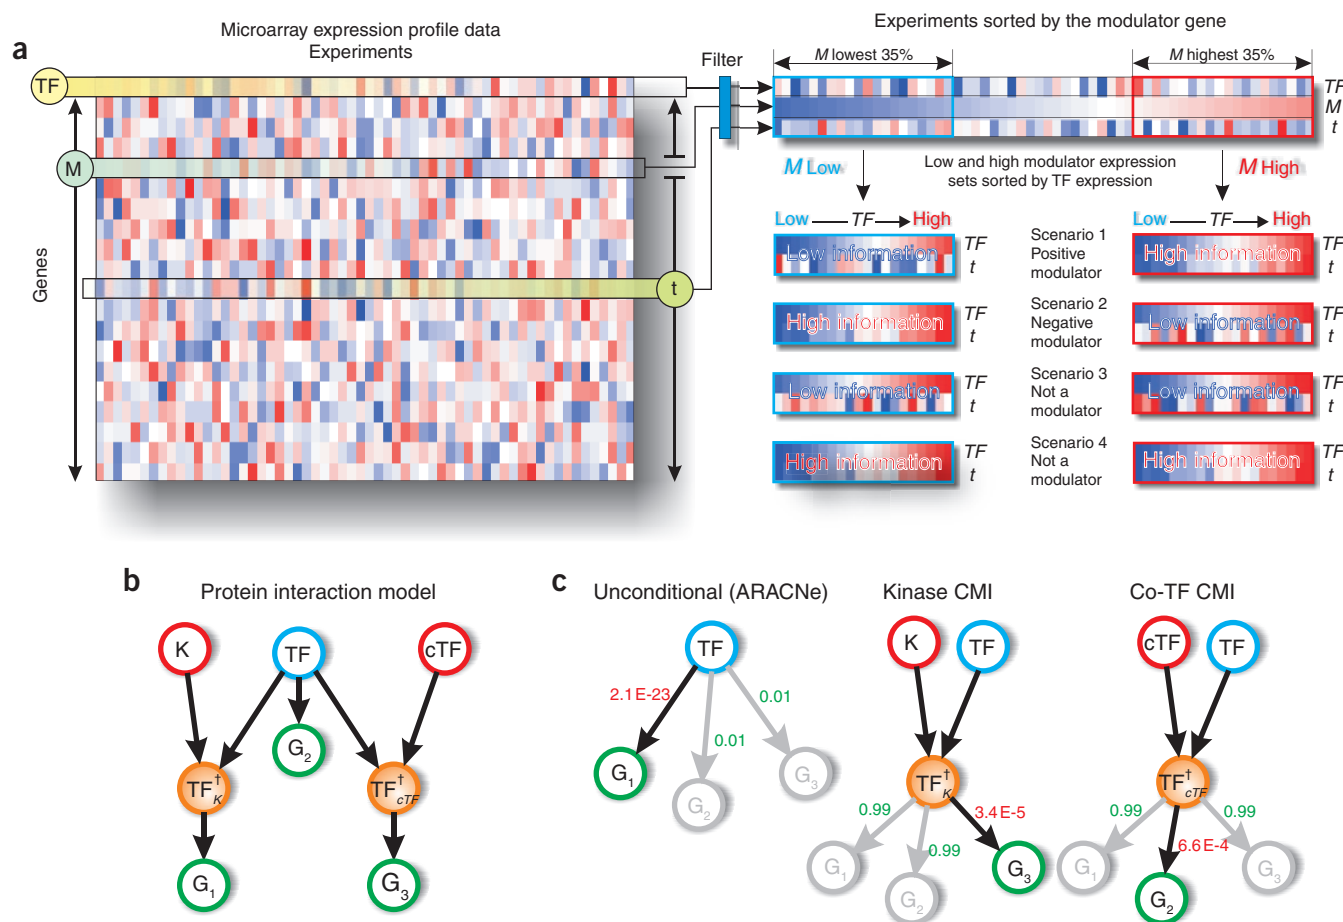 a
Microarray expression profile data
Experiments
TF
M
t
Genes
Filter
Experiments sorted by the modulator gene
M lowest 35%
M highest 35%
TF
M
t
M Low
Low and high modulator expression
sets sorted by TF expression
M High
Low TF High
Low TF High
Low information
TF
t
Scenario 1
Positive
modulator
High information
TF
t
High information
TF
t
Scenario 2
Negative
modulator
Low information
TF
t
Low information
TF
t
Scenario 3
Not a
modulator
Low information
TF
t
High information
TF
t
Scenario 4
Not a
modulator
High information
TF
t
b
Protein interaction model
K
TF
cTF
G2
TF†K
TF†cTF
G1
G3
c
Unconditional (ARACNe)
TF
2.1E-23
0.01
0.01
G1
G2
G3
Kinase CMI
K
TF
TF†K
0.99
0.99
3.4E-5
G1
G2
G3
Co-TF CMI
cTF
TF
TF†cTF
0.99
6.6E-4
0.99
G1
G2
G3